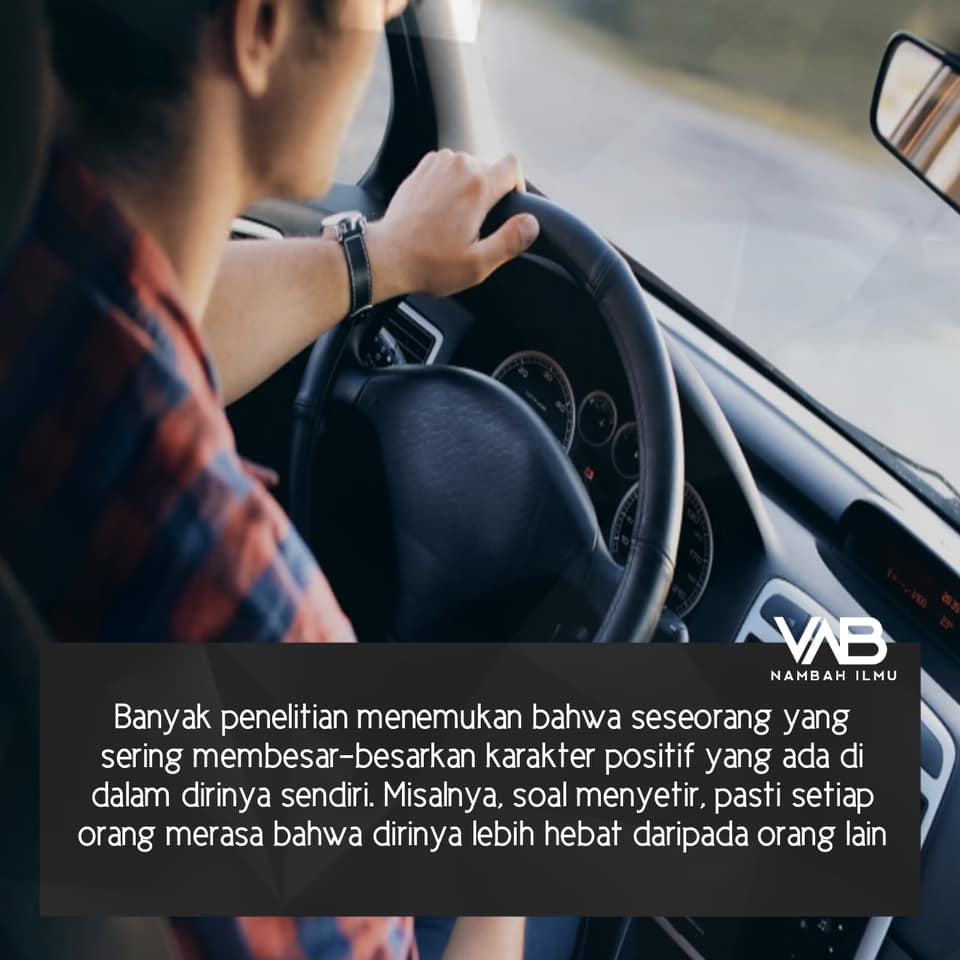 VAB
NAMBAH ILMU
Banyak penelitian menemukan bahwa seseorang yang
sering membesar-besarkan karakter positif yang ada di
dalam dirinya sendiri. Misalnya, soal menyetir, pasti setiap
orang merasa bahwa dirinya lebih hebat daripada orang lain